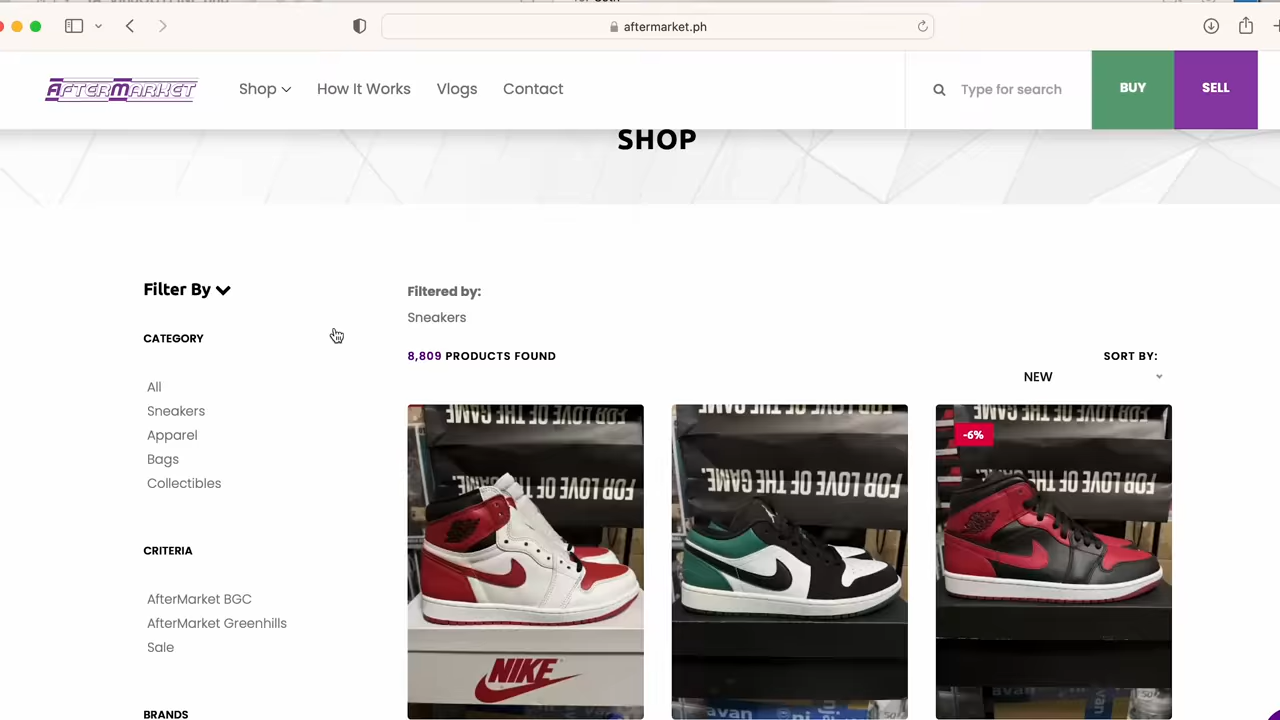 aftermarket.ph
AFTERMARKET
Shop
How It Works
Vlogs
Contact
Type for search
BUY
SELL
SHOP
Filter By
Filtered by:
Sneakers
CATEGORY
8,809 PRODUCTS FOUND
SORT BY:
NEW
All
Sneakers
Apparel
Bags
Collectibles
CRITERIA
AfterMarket BGC
AfterMarket Greenhills
Sale
BRANDS
FOR LOVE OF THE GAME.
FOR LOVE OF THE GAME.
-6%
FOR LOVE OF THE GAME.
NIKE